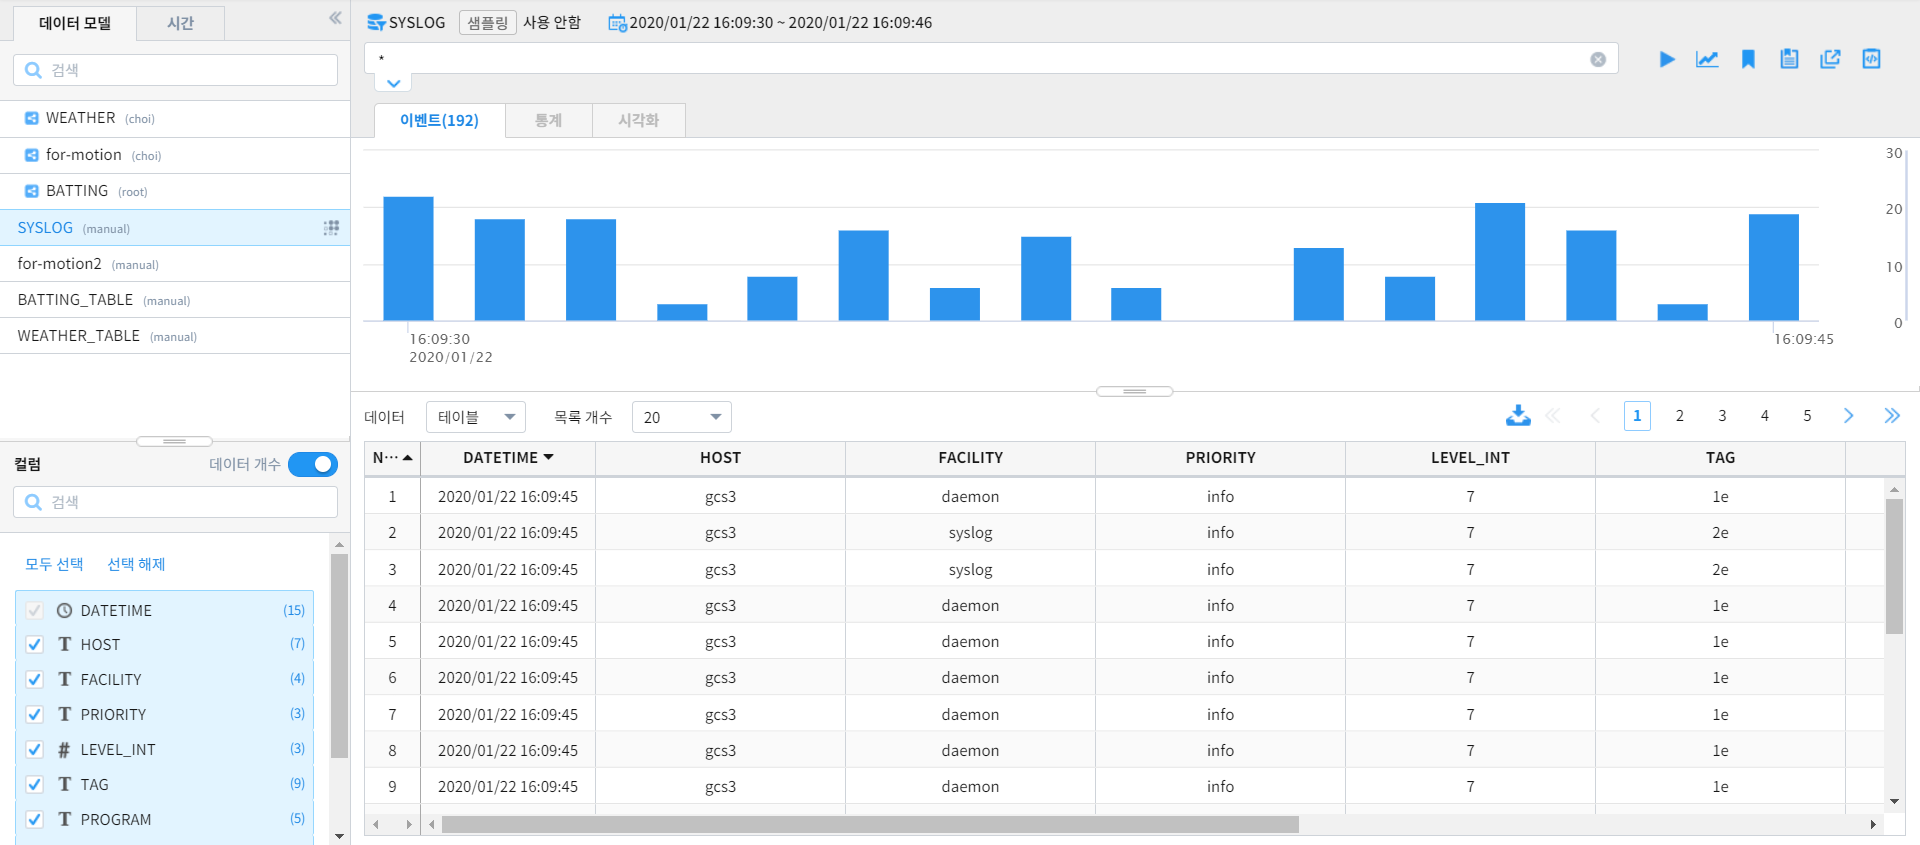 데이터 모델
시간
검색
WEATHER (choi)
for-motion (choi)
BATTING (root)
SYSLOG (manual)
for-motion2 (manual)
BATTING_TABLE (manual)
WEATHER_TABLE (manual)
컬럼
데이터 개수
검색
모두 선택
선택 해제
DATETIME (15)
HOST (7)
FACILITY (4)
PRIORITY (3)
LEVEL_INT (3)
TAG (9)
PROGRAM (5)
SYSLOG 샘플링 사용 안함 2020/01/22 16:09:30 ~ 2020/01/22 16:09:46
*
이벤트(192)
통계
시각화
30
20
10
0
16:09:30
2020/01/22
16:09:45
데이터 테이블 목록 개수 20
1 2 3 4 5
N··· DATETIME HOST FACILITY PRIORITY LEVEL_INT TAG
1 2020/01/22 16:09:45 gcs3 daemon info 7 1e
2 2020/01/22 16:09:45 gcs3 syslog info 7 2e
3 2020/01/22 16:09:45 gcs3 syslog info 7 2e
4 2020/01/22 16:09:45 gcs3 daemon info 7 1e
5 2020/01/22 16:09:45 gcs3 daemon info 7 1e
6 2020/01/22 16:09:45 gcs3 daemon info 7 1e
7 2020/01/22 16:09:45 gcs3 daemon info 7 1e
8 2020/01/22 16:09:45 gcs3 daemon info 7 1e
9 2020/01/22 16:09:45 gcs3 daemon info 7 1e